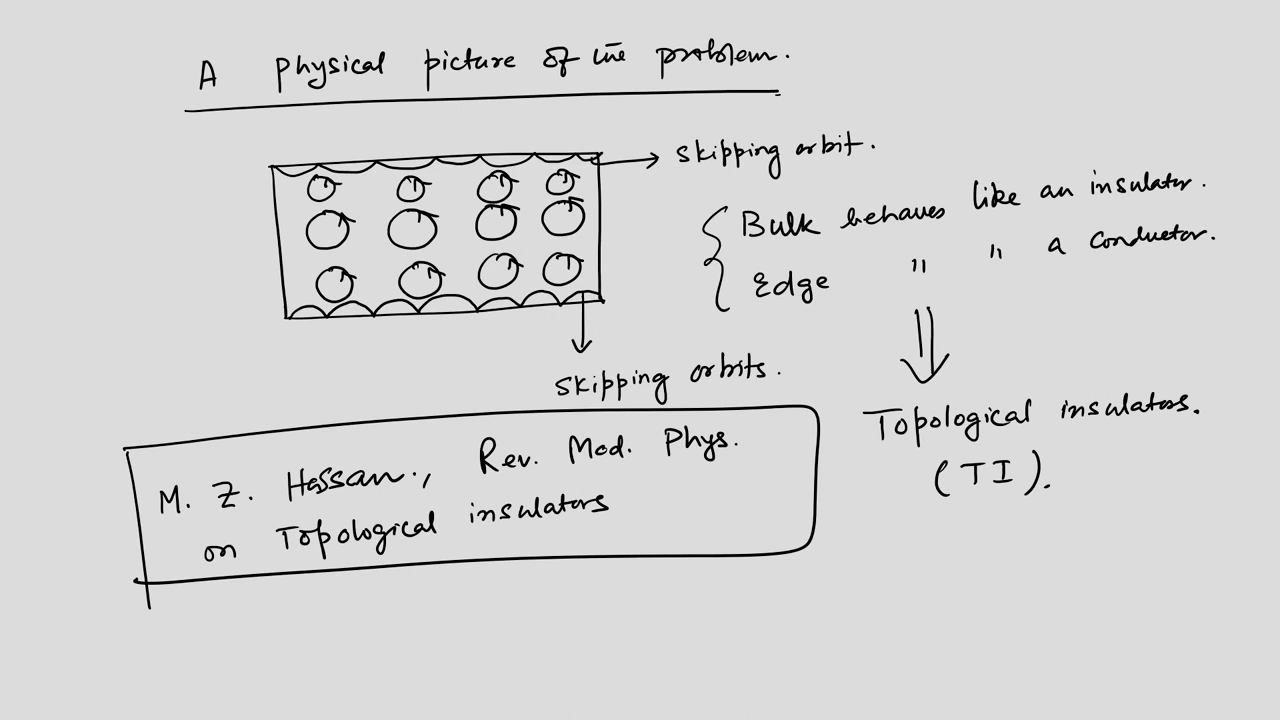 A physical picture of the problem.
skipping orbit.
Bulk behaves like an insulator.
Edge " " a conductor.
skipping orbits.
Topological insulators.
(TI).
M. Z. Hassan., Rev. Mod. Phys.
on Topological insulators